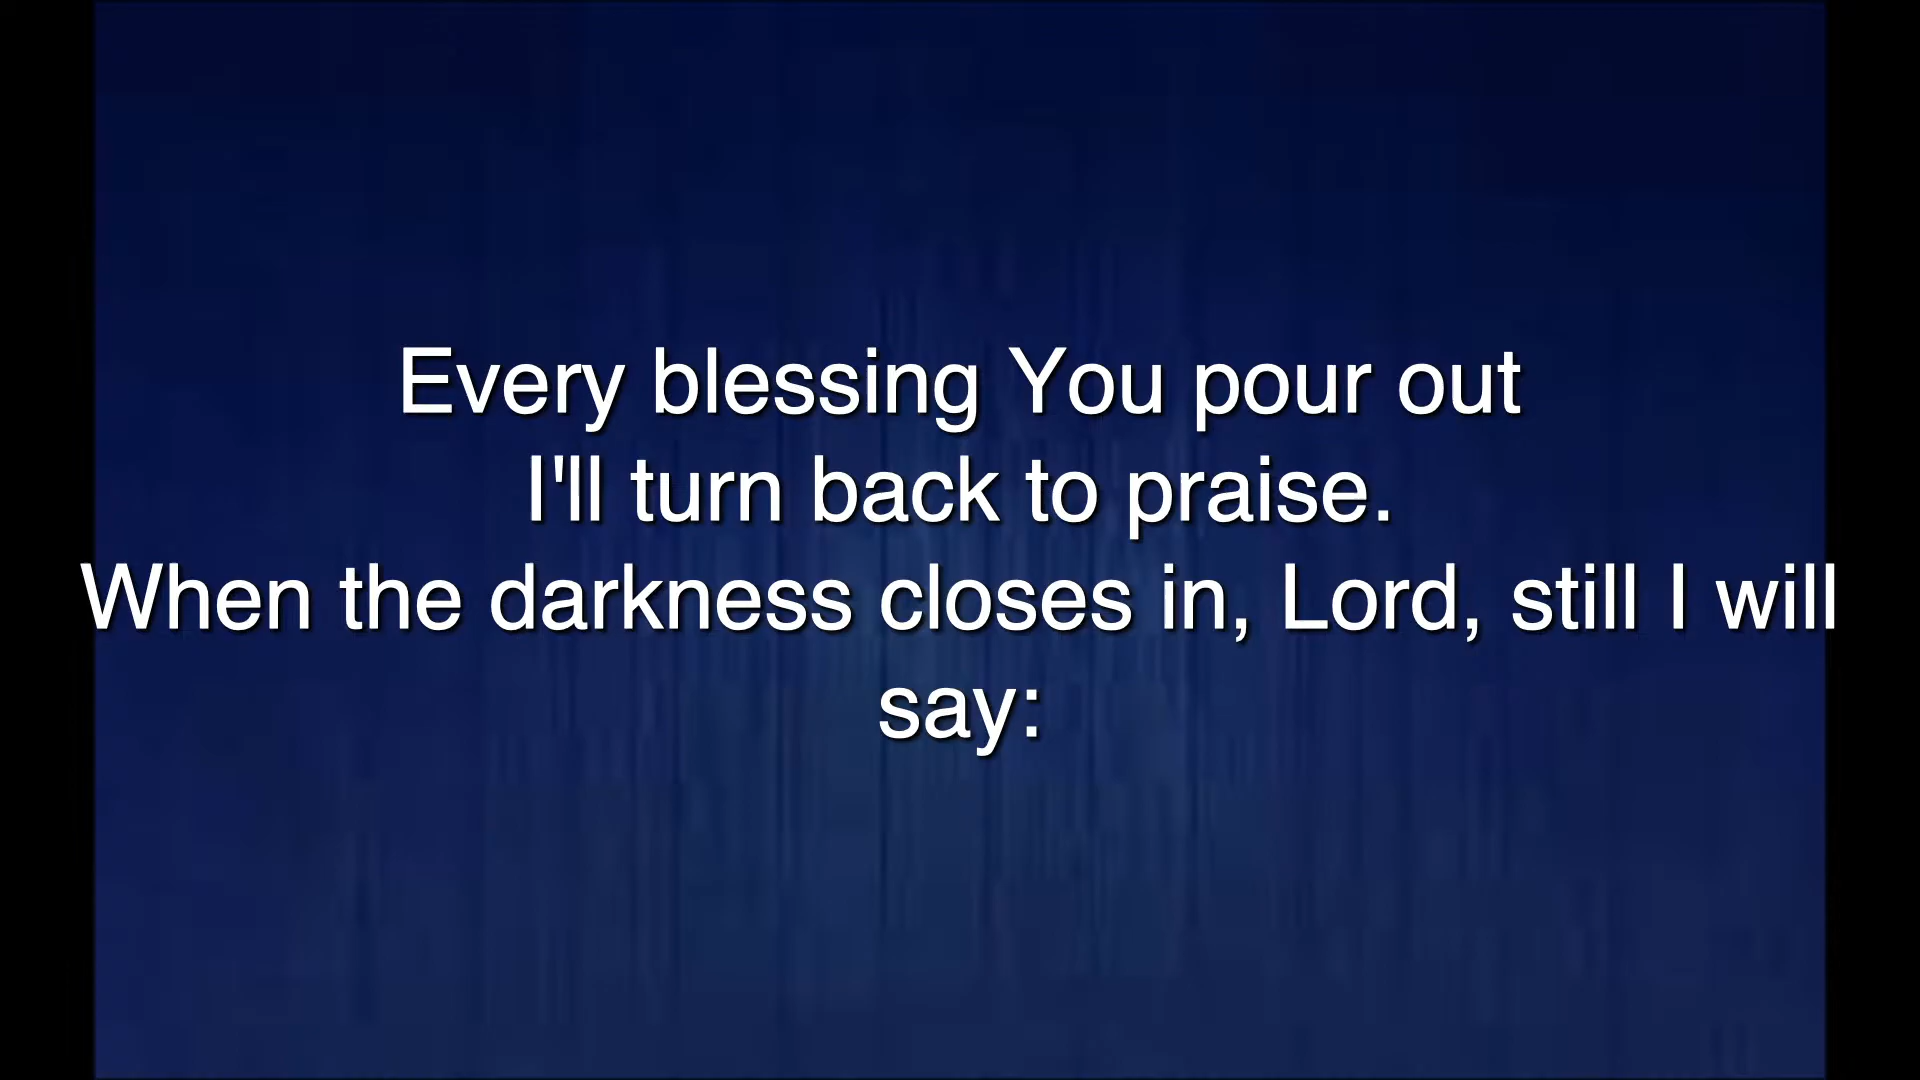 Every blessing You pour out
I'll turn back to praise.
When the darkness closes in, Lord, still I will
say: